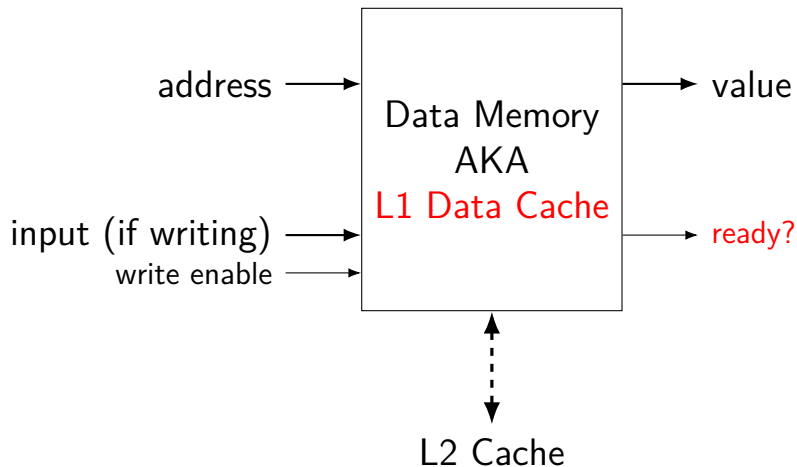 address
value
Data Memory
AKA
L1 Data Cache
input (if writing)
ready?
write enable
L2 Cache